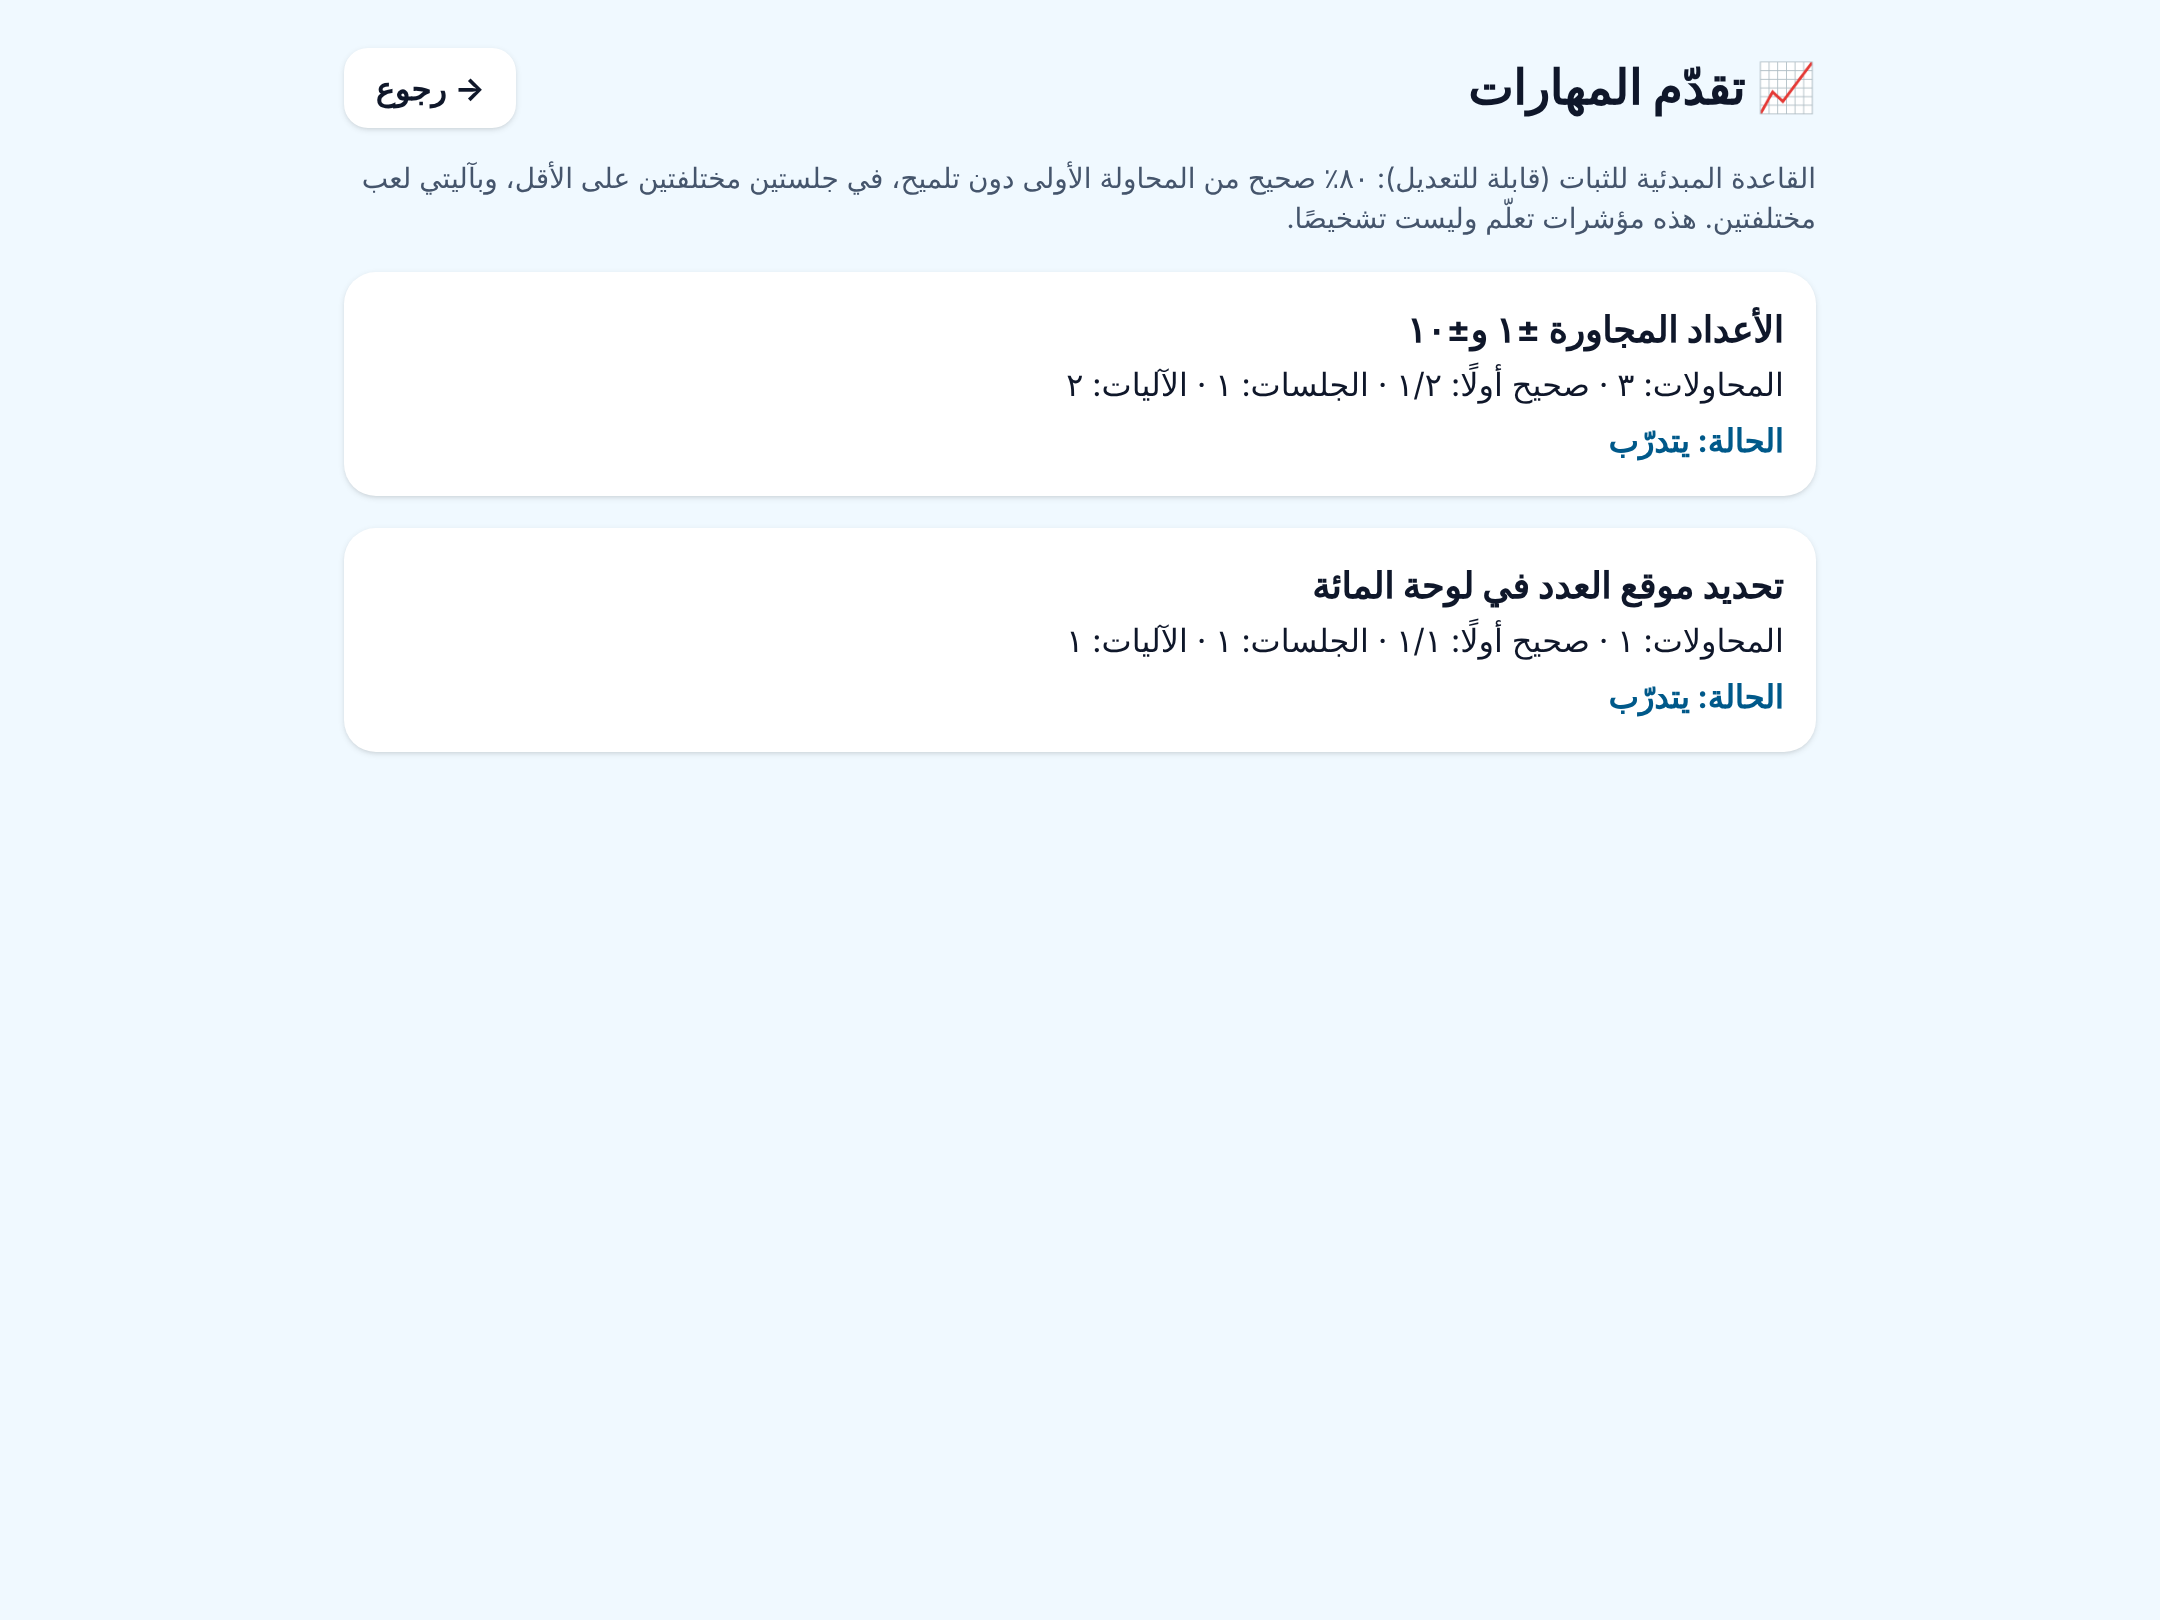 📈 تقدّم المهارات
→ رجوع
القاعدة المبدئية للثبات (قابلة للتعديل): ٨٠٪ صحيح من المحاولة الأولى دون تلميح، في جلستين مختلفتين على الأقل، وبآليتي لعب
مختلفتين. هذه مؤشرات تعلّم وليست تشخيصًا.
الأعداد المجاورة ±١ و±١٠
المحاولات: ٣ · صحيح أولًا: ١/٢ · الجلسات: ١ · الآليات: ٢
الحالة: يتدرّب
تحديد موقع العدد في لوحة المائة
المحاولات: ١ · صحيح أولًا: ١/١ · الجلسات: ١ · الآليات: ١
الحالة: يتدرّب